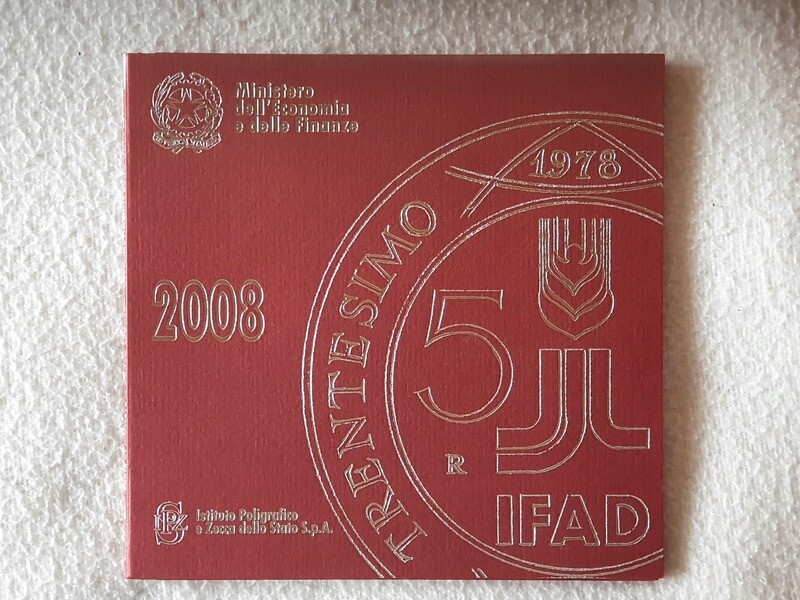 Ministero
dell'Economia
e delle Finanze
1978
TRENTESIMO
2008
5
R
IFAD
Istituto Poligrafico
e Zecca dello Stato S.p.A.